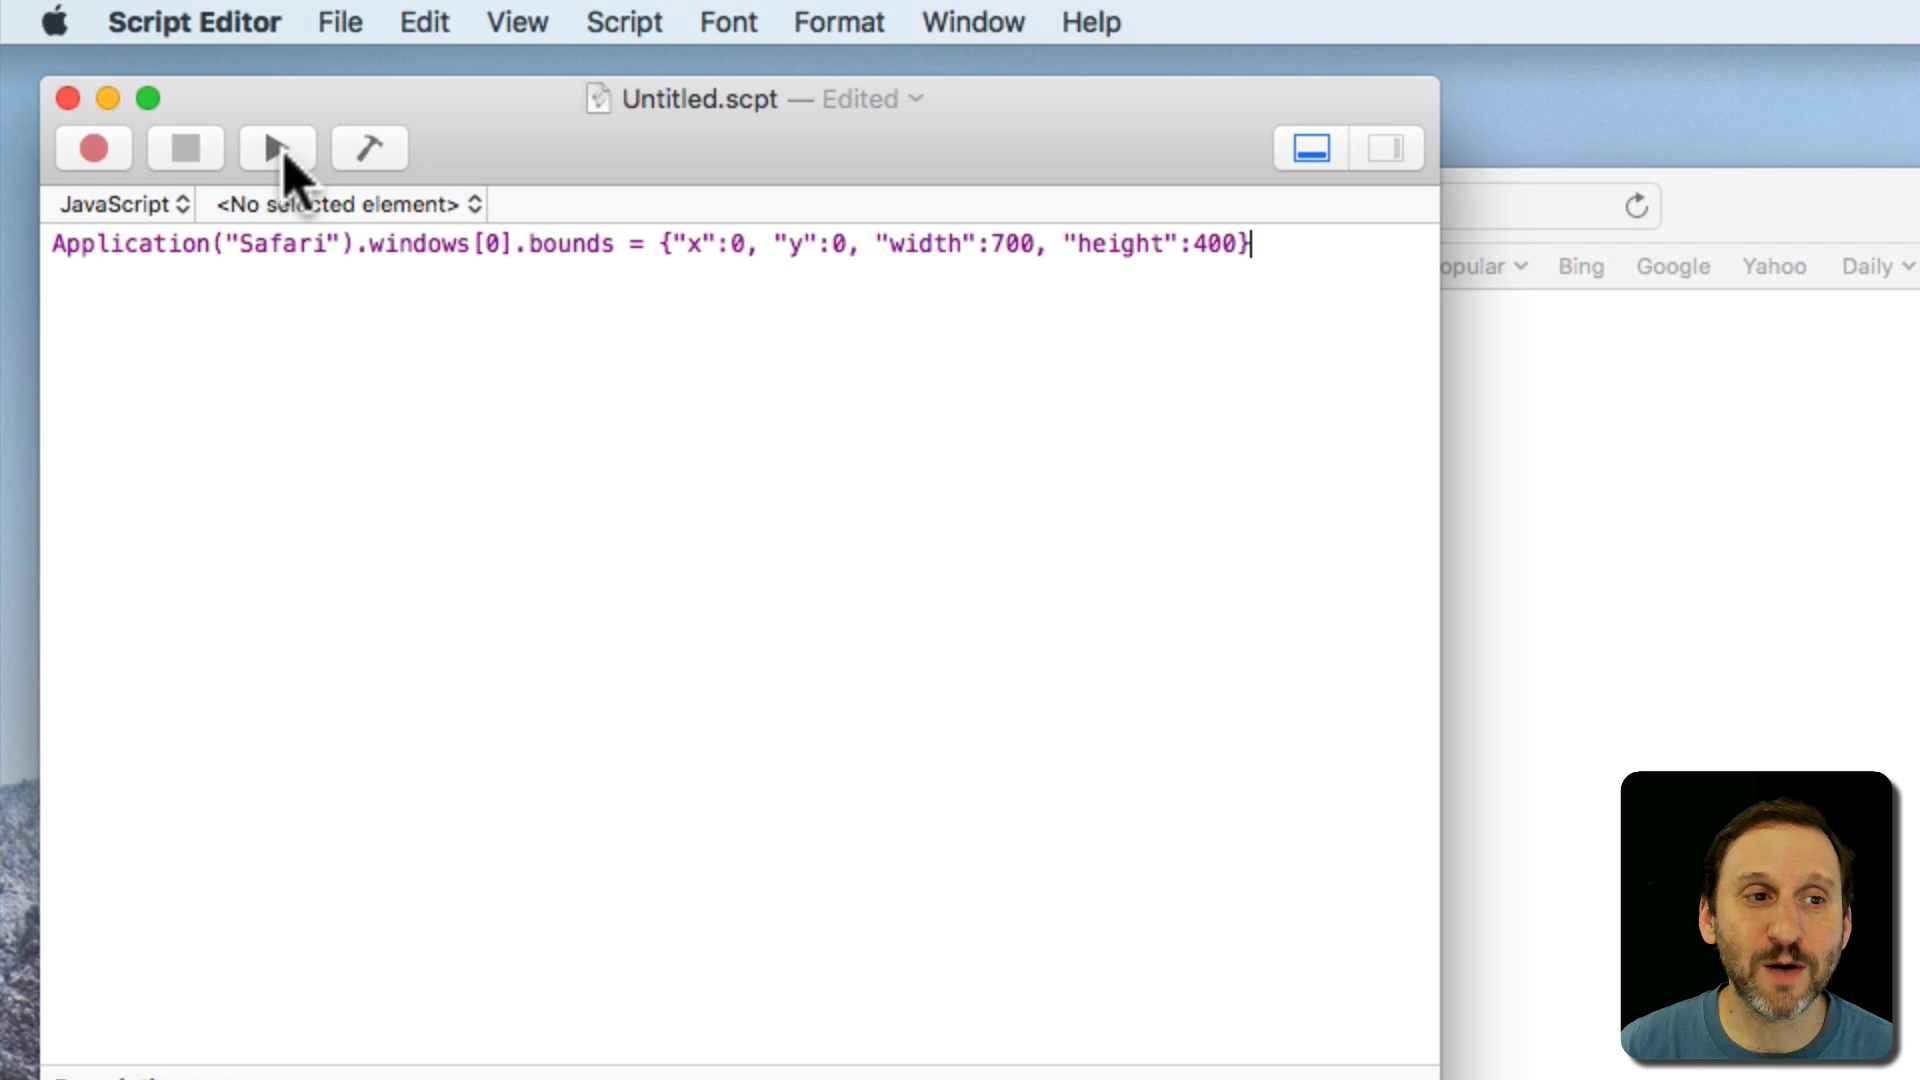 Script Editor File Edit View Script Font Format Window Help
Untitled.scpt — Edited
JavaScript <No selected element>
Application("Safari").windows[0].bounds = {"x":0, "y":0, "width":700, "height":400}
opular Bing Google Yahoo Daily